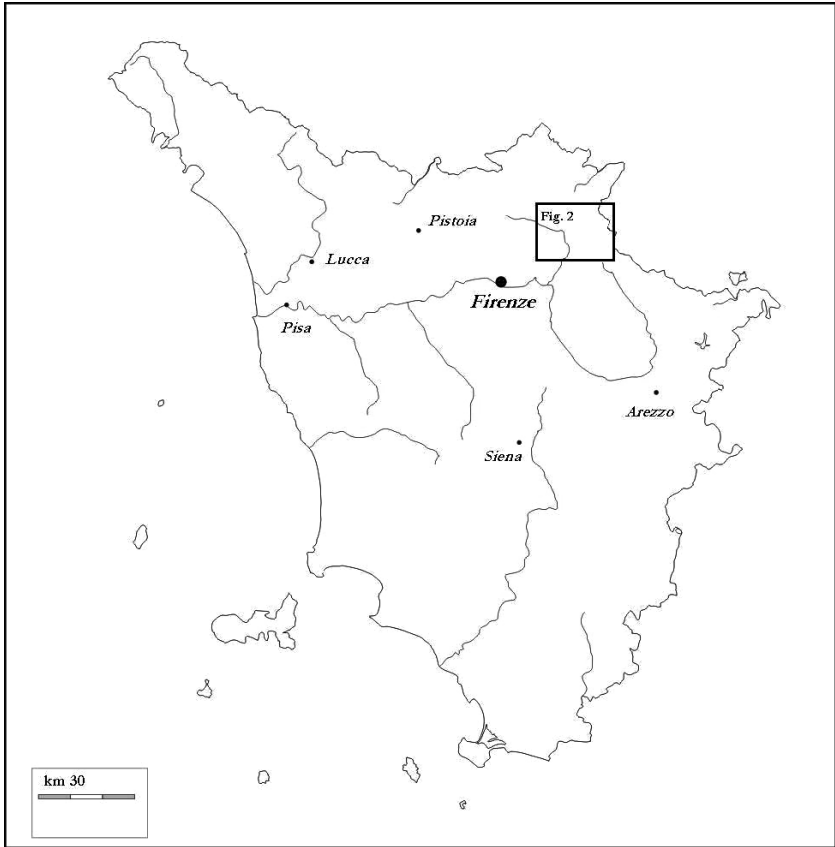 Fig. 2
Pistoia
Lucca
Firenze
Pisa
Arezzo
Siena
km 30